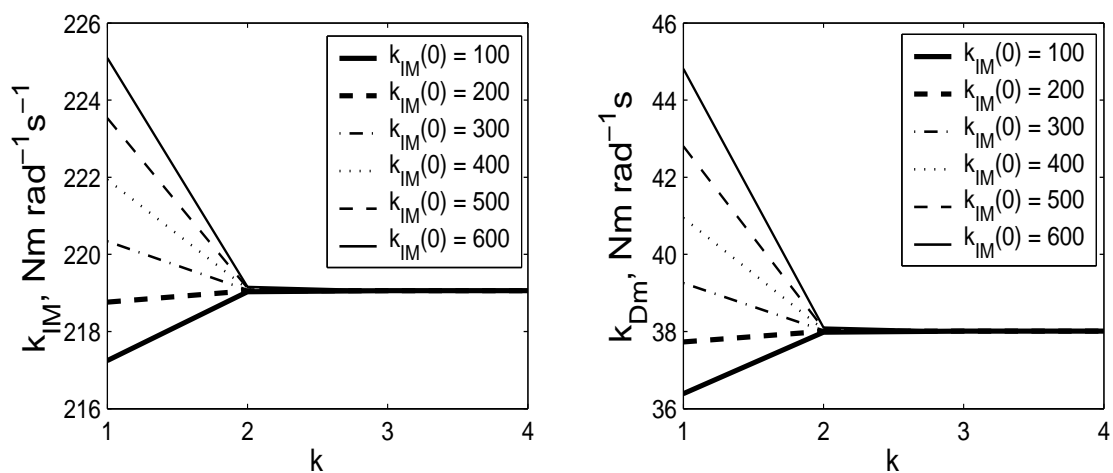 226
224
222
220
218
216
k_IM, Nm rad^−1 s^−1
k_IM(0) = 100
k_IM(0) = 200
k_IM(0) = 300
k_IM(0) = 400
k_IM(0) = 500
k_IM(0) = 600
1
2
3
4
k
46
44
42
40
38
36
k_Dm, Nm rad^−1 s
k_IM(0) = 100
k_IM(0) = 200
k_IM(0) = 300
k_IM(0) = 400
k_IM(0) = 500
k_IM(0) = 600
1
2
3
4
k